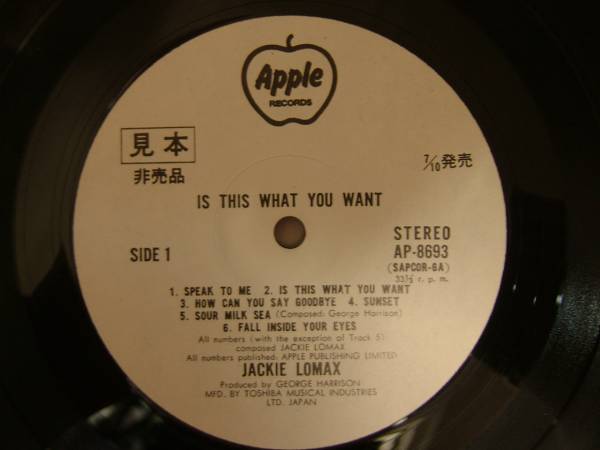 Apple
RECORDS
見本
非売品
7/10発売
IS THIS WHAT YOU WANT
SIDE 1
STEREO
AP-8693
(SAPCOR-6A)
33⅓ r. p. m.
1. SPEAK TO ME 2. IS THIS WHAT YOU WANT
3. HOW CAN YOU SAY GOODBYE 4. SUNSET
5. SOUR MILK SEA (Composed: George Harrison)
6. FALL INSIDE YOUR EYES
All numbers (with the exception of Track 5)
composed JACKIE LOMAX
All numbers published: APPLE PUBLISHING LIMITED
JACKIE LOMAX
Produced by GEORGE HARRISON
MFD. BY TOSHIBA MUSICAL INDUSTRIES
LTD. JAPAN